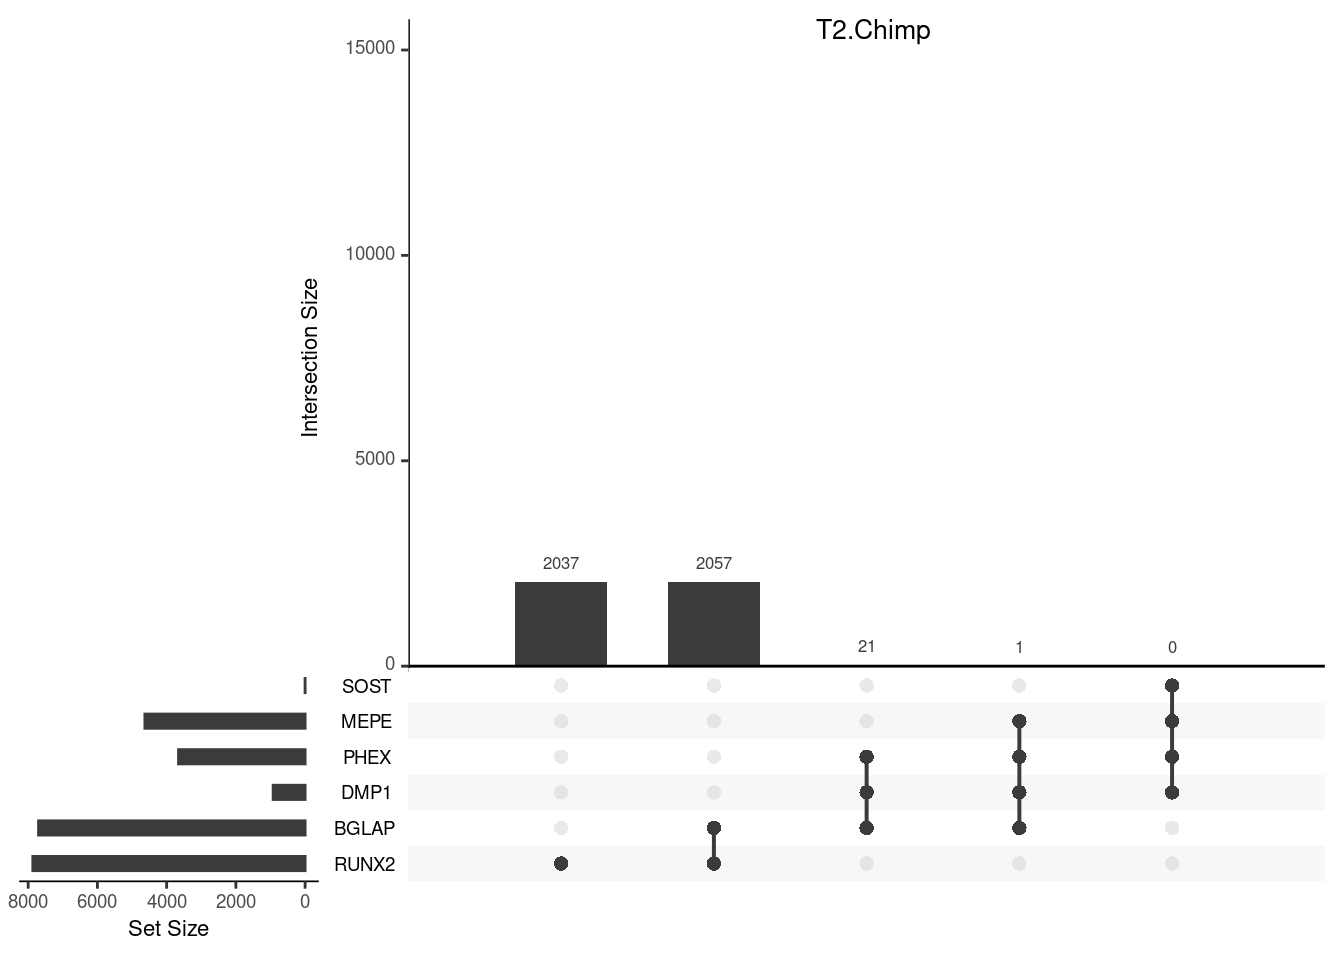 T2.Chimp
15000
10000
5000
0
Intersection Size
2037
2057
21
1
0
SOST
MEPE
PHEX
DMP1
BGLAP
RUNX2
8000 6000 4000 2000 0
Set Size